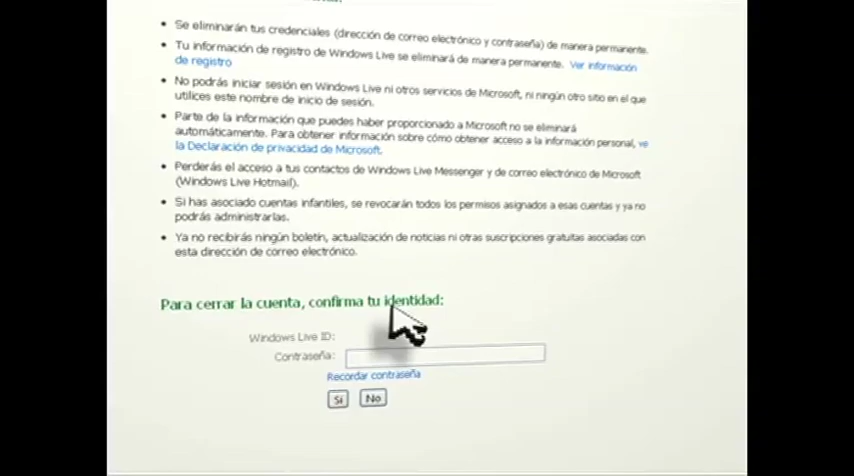 Se eliminarán tus credenciales (dirección de correo electrónico y contraseña) de manera permanente.
Tu información de registro de Windows Live se eliminará de manera permanente. Ver información
de registro
No podrás iniciar sesión en Windows Live ni otros servicios de Microsoft, ni ningún otro sitio en el que
utilices este nombre de inicio de sesión.
Parte de la información que puedes haber proporcionado a Microsoft no se eliminará
automáticamente. Para obtener información sobre cómo obtener acceso a la información personal, ve
la Declaración de privacidad de Microsoft.
Perderás el acceso a tus contactos de Windows Live Messenger y de correo electrónico de Microsoft
(Windows Live Hotmail).
Si has asociado cuentas infantiles, se revocarán todos los permisos asignados a esas cuentas y ya no
podrás administrarlas.
Ya no recibirás ningún boletín, actualización de noticias ni otras suscripciones gratuitas asociadas con
esta dirección de correo electrónico.
Para cerrar la cuenta, confirma tu identidad:
Windows Live ID:
Contraseña:
Recordar contraseña
Sí No